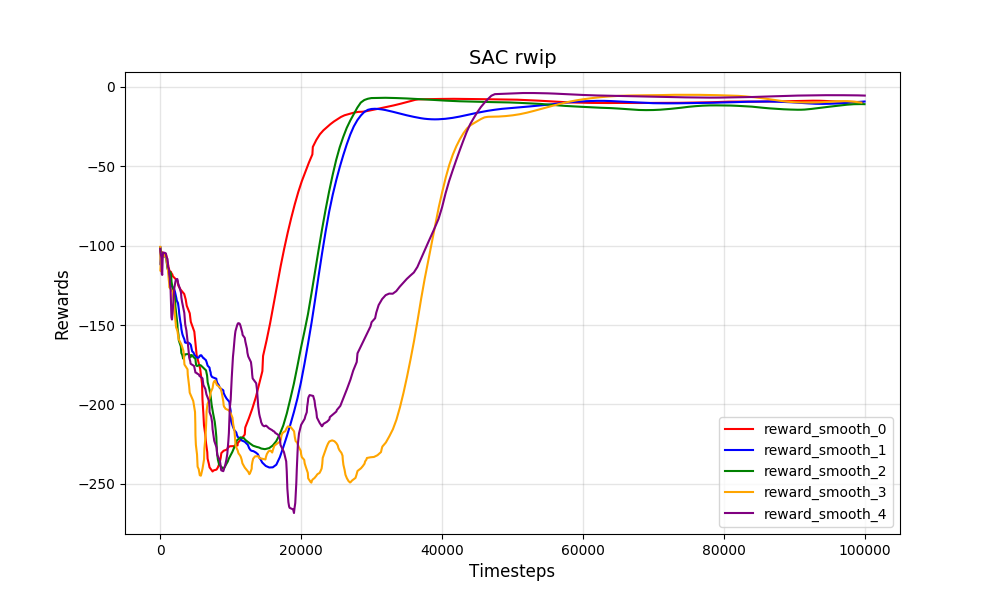 SAC rwip
Rewards
0
−50
−100
−150
−200
−250
reward_smooth_0
reward_smooth_1
reward_smooth_2
reward_smooth_3
reward_smooth_4
0 20000 40000 60000 80000 100000
Timesteps